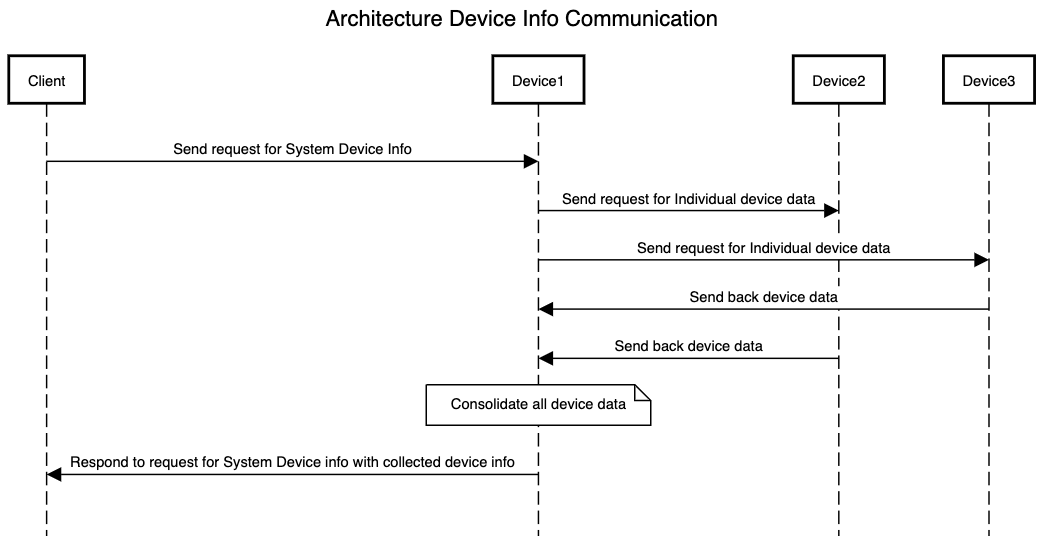 Architecture Device Info Communication
Client
Device1
Device2
Device3
Send request for System Device Info
Send request for Individual device data
Send request for Individual device data
Send back device data
Send back device data
Consolidate all device data
Respond to request for System Device info with collected device info